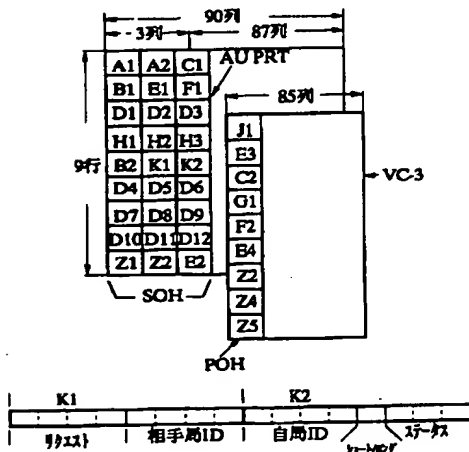 90列
3列 87列
A1 A2 C1
AU PRT
B1 E1 F1
85列
D1 D2 D3
J1
H1 H2 H3
E3
9行
B2 K1 K2
C2
VC-3
D4 D5 D6
G1
D7 D8 D9
F2
D10 D11 D12
E4
Z1 Z2 E2
Z2
SOH
Z4
Z5
POH
K1 K2
リクエスト 相手局ID 自局ID ステータス